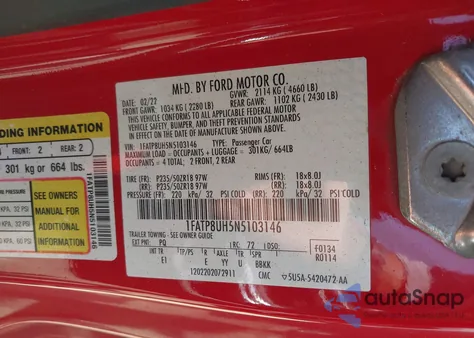 DING INFORMATION
FRONT: 2 REAR: 2
301 kg or 664 lbs.
SEE OWNERS
MANUAL FOR
ADDITIONAL
INFORMATION
1FATP8UH5N5103146
MFD. BY FORD MOTOR CO.
02/22 GVWR: 2114 KG ( 4660 LB)
FRONT GAWR: 1034 KG ( 2280 LB) REAR GAWR: 1102 KG ( 2430 LB)
THIS VEHICLE CONFORMS TO ALL APPLICABLE FEDERAL MOTOR
VEHICLE SAFETY, BUMPER, AND THEFT PREVENTION STANDARDS
IN EFFECT ON THE DATE OF MANUFACTURE SHOWN ABOVE.
VIN: 1FATP8UH5N5103146 TYPE: Passenger Car
MAXIMUM LOAD = OCCUPANTS + LUGGAGE = 301KG/ 664LB
OCCUPANTS = 4 TOTAL; 2 FRONT, 2 REAR
TIRE (FR): P235/50ZR18 97W RIMS (FR): 18x8.0J
(RR): P235/50ZR18 97W (RR): 18x8.0J
PRESSURE (FR): 220 kPa/ 32 PSI COLD (RR): 220 kPa/ 32 PSI COLD
1FATP8UH5N5103146
TRAILER TOWING - SEE OWNER GUIDE
EXT PNT: PQ RC: 72 DSO: F0134
R0114
INT TR TP/PS R AXLE TR SPR
EI E YY U BBKK
1202202072911 CMC 5U5A-5420472-AA
autoSnap